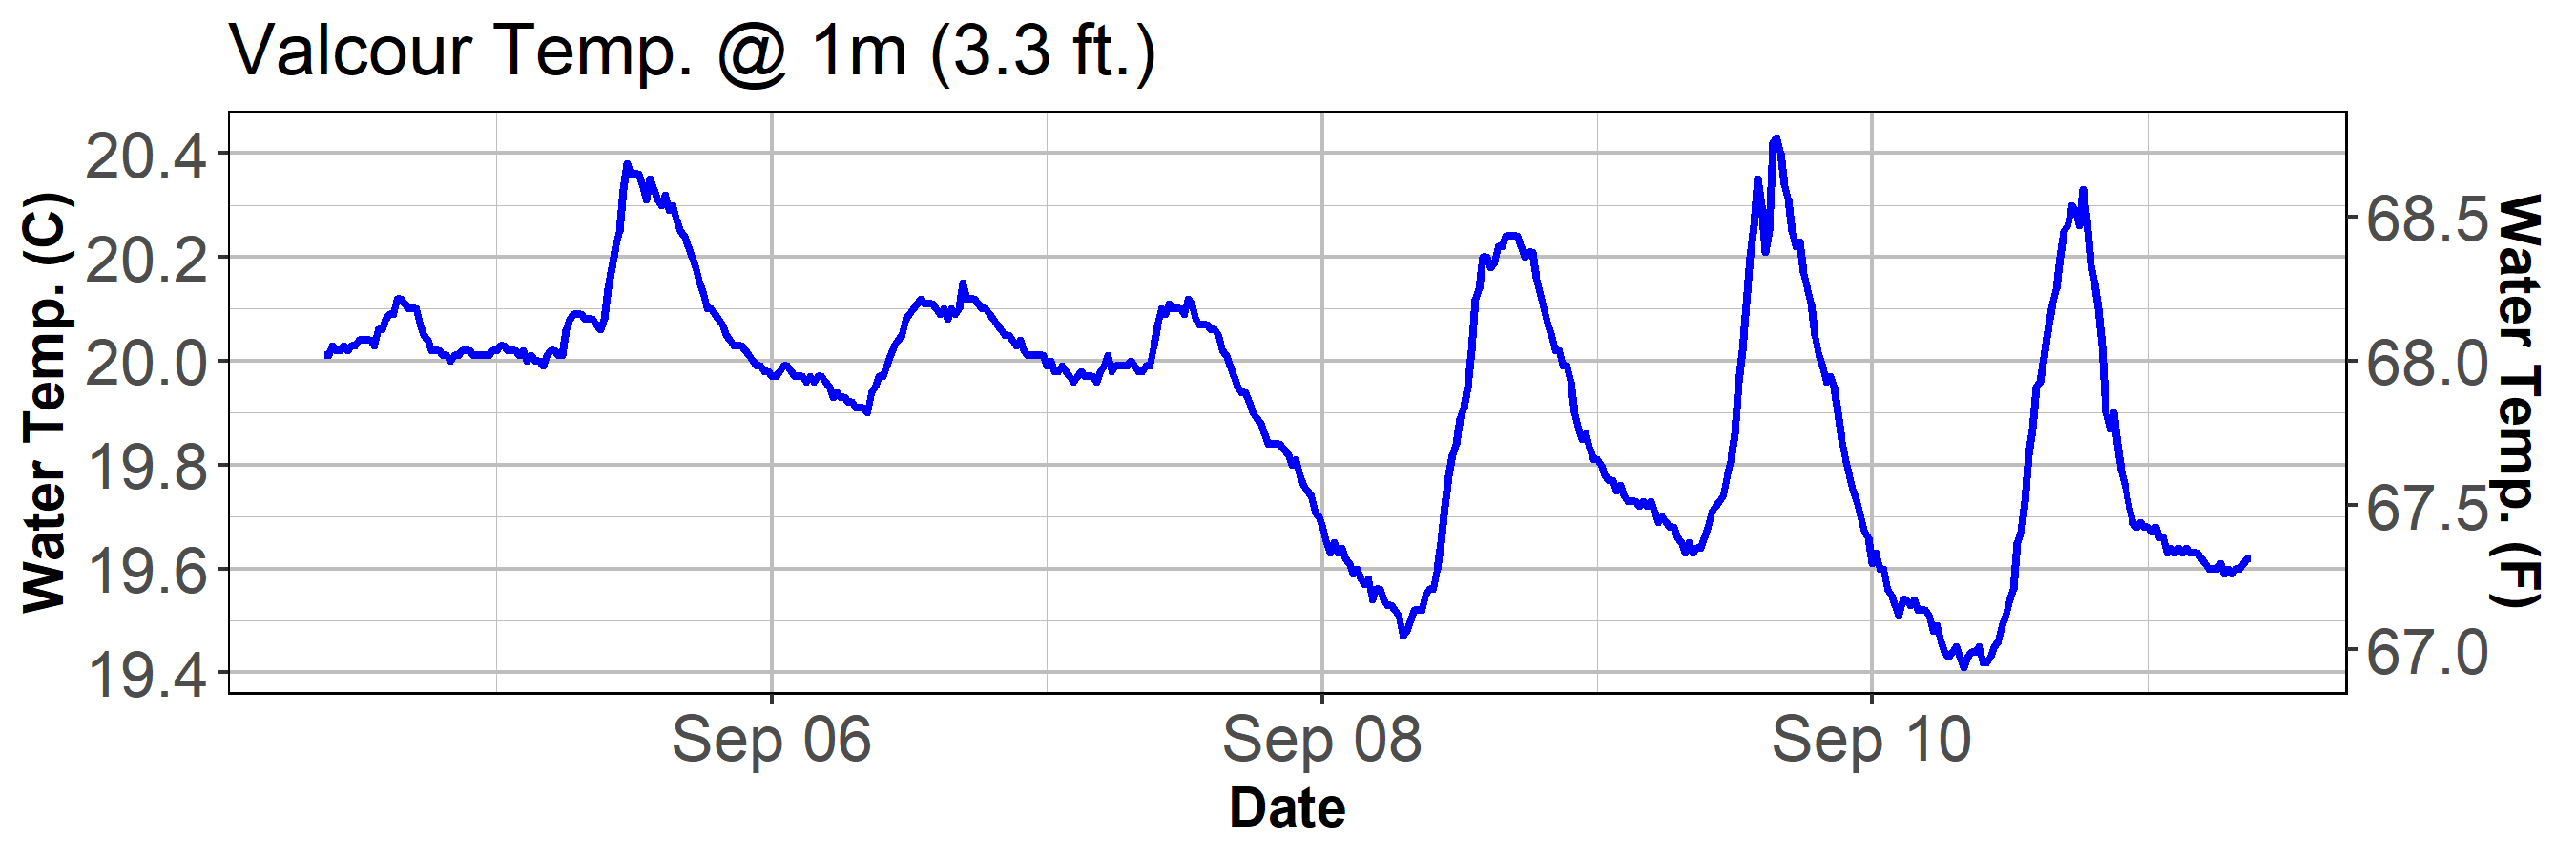 Valcour Temp. @ 1m (3.3 ft.)
Water Temp. (C)
20.4
20.2
20.0
19.8
19.6
19.4
68.5
68.0
67.5
67.0
Water Temp. (F)
Sep 06
Sep 08
Sep 10
Date